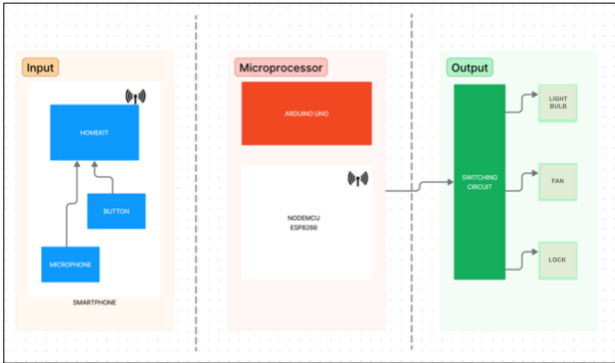 Input
Microprocessor
Output
HOMEKIT
BUTTON
MICROPHONE
SMARTPHONE
ARDUINO UNO
NODEMCU
ESP8266
SWITCHING
CIRCUIT
LIGHT
BULB
FAN
LOCK